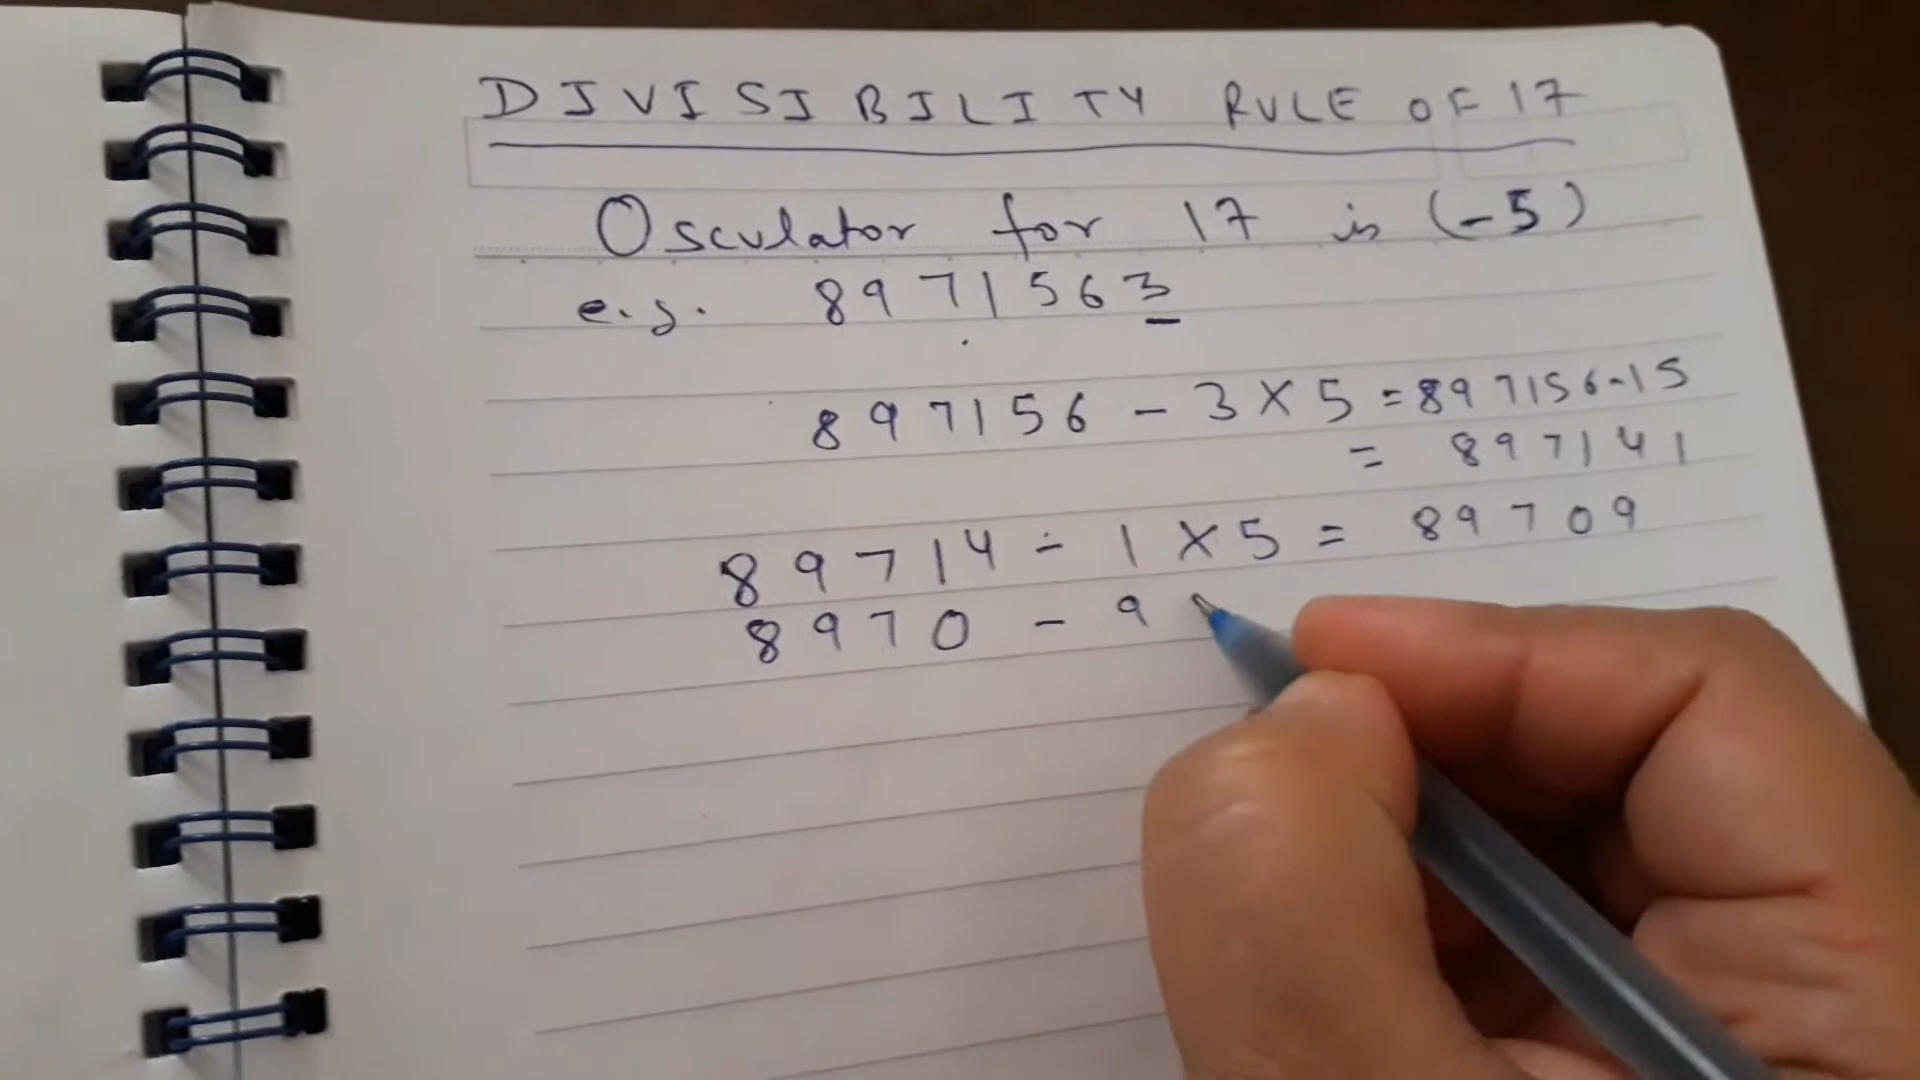 DIVISIBILITY RULE OF 17
Osculator for 17 is (-5)
e.g. 8971563
897156 - 3 X 5 = 897156-15
= 897141
89714 - 1 X 5 = 89709
8970 - 9